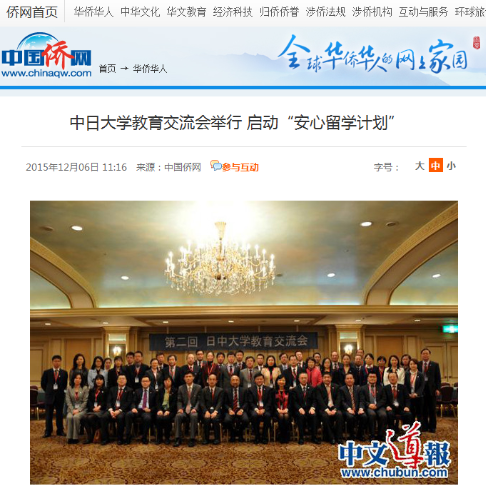 侨网首页 华侨华人 中华文化 华文教育 经济科技 归侨侨眷 涉侨法规 涉侨机构 互动与服务 环球旅
中国侨网
www.chinaqw.com
首页 → 华侨华人
全球华侨华人的网上家园
中日大学教育交流会举行 启动“安心留学计划”
2015年12月06日 11:16 来源：中国侨网 参与互动 字号： 大 中 小
第二回 日中大学教育交流会
中文導報
www.chubun.com